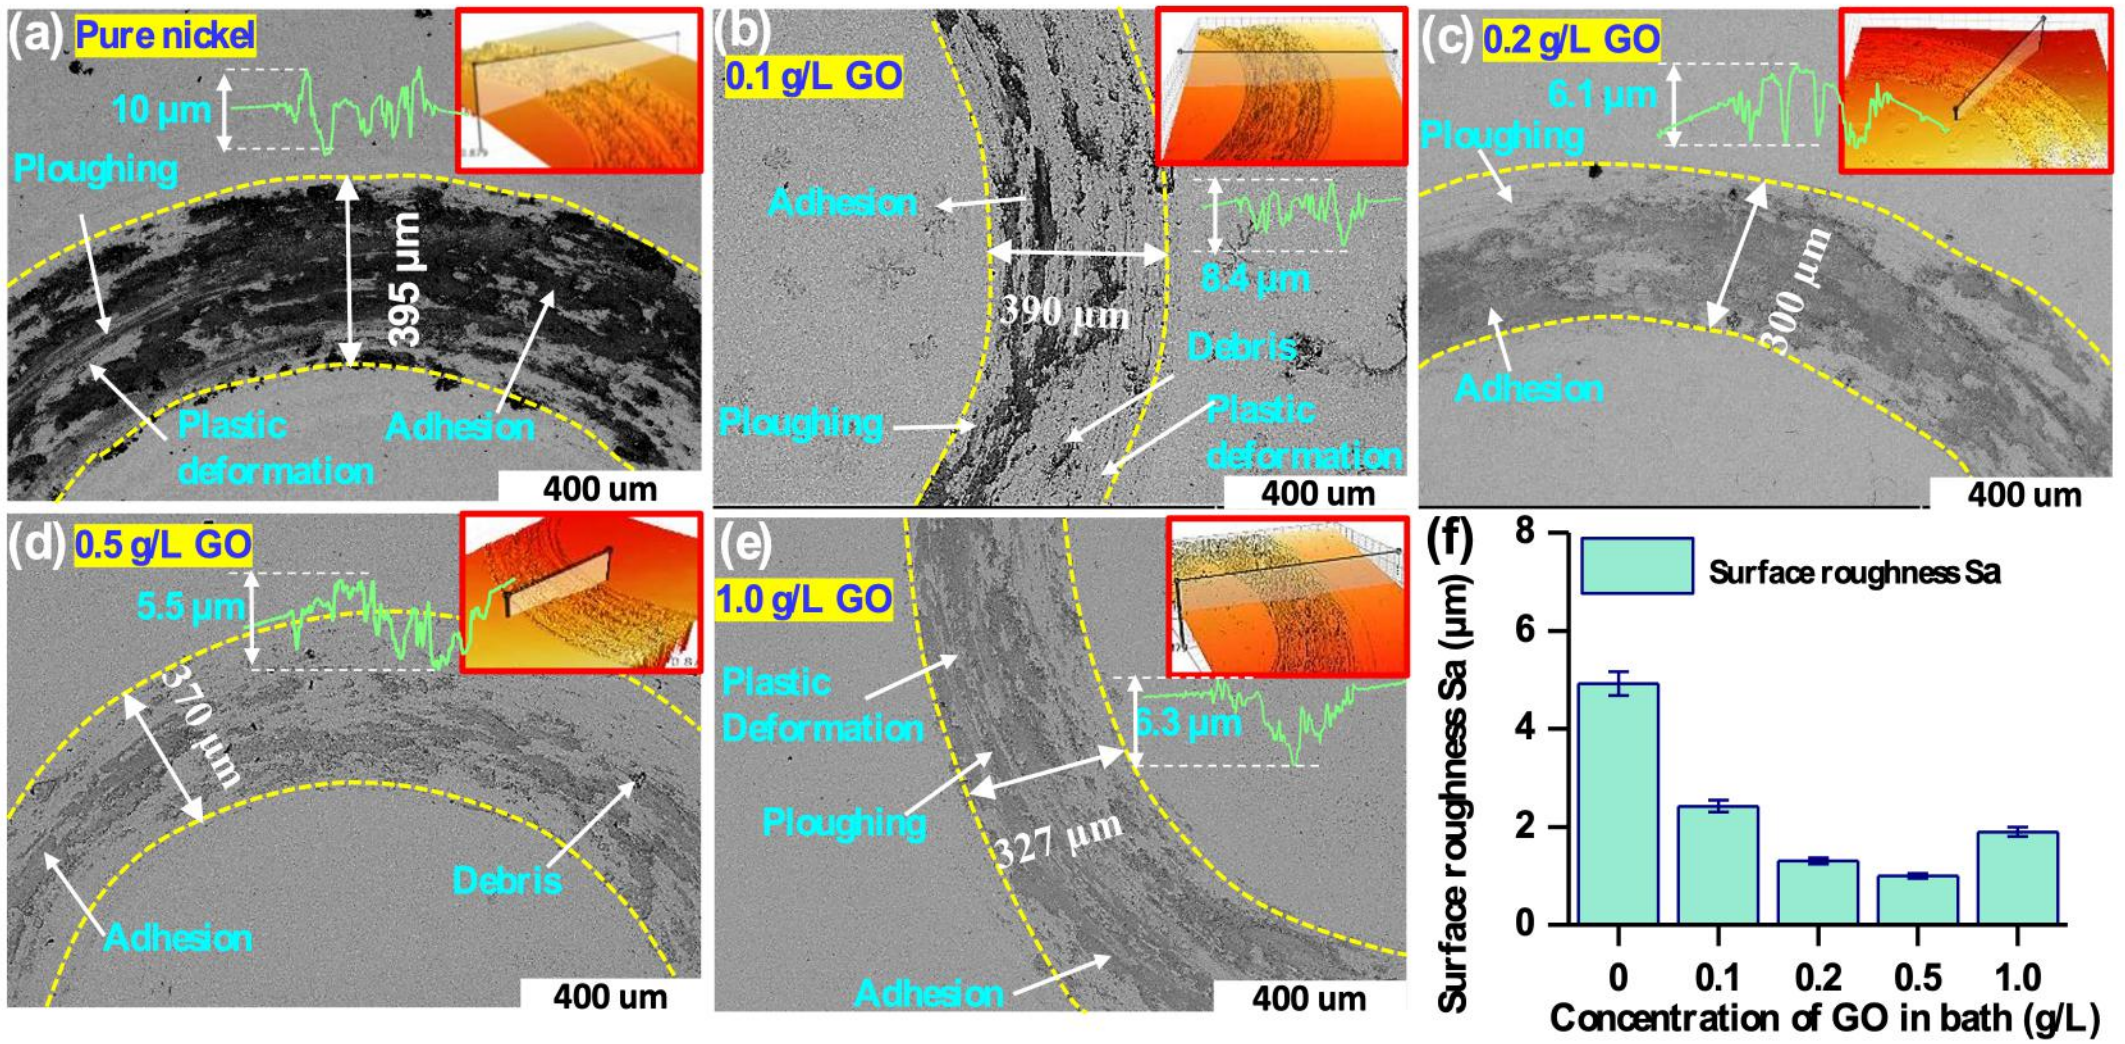 (a) Pure nickel
10 µm
Ploughing
395 µm
Plastic
deformation
Adhesion
400 um
(b)
0.1 g/L GO
Adhesion
8.4 µm
390 µm
Debris
Ploughing
Plastic
deformation
400 um
(c) 0.2 g/L GO
6.1 µm
Ploughing
300 µm
Adhesion
400 um
(d) 0.5 g/L GO
5.5 µm
370 µm
Debris
Adhesion
400 um
(e)
1.0 g/L GO
Plastic
Deformation
6.3 µm
Ploughing
327 µm
Adhesion
400 um
(f)
Surface roughness Sa
Surface roughness Sa (µm)
8
6
4
2
0
0 0.1 0.2 0.5 1.0
Concentration of GO in bath (g/L)